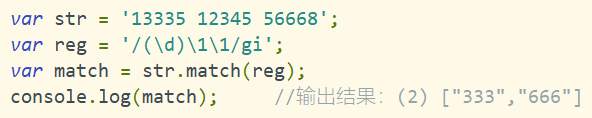 var str = '13335 12345 56668';
var reg = '/(\d)\1\1/gi';
var match = str.match(reg);
console.log(match);     //输出结果: (2) ["333","666"]